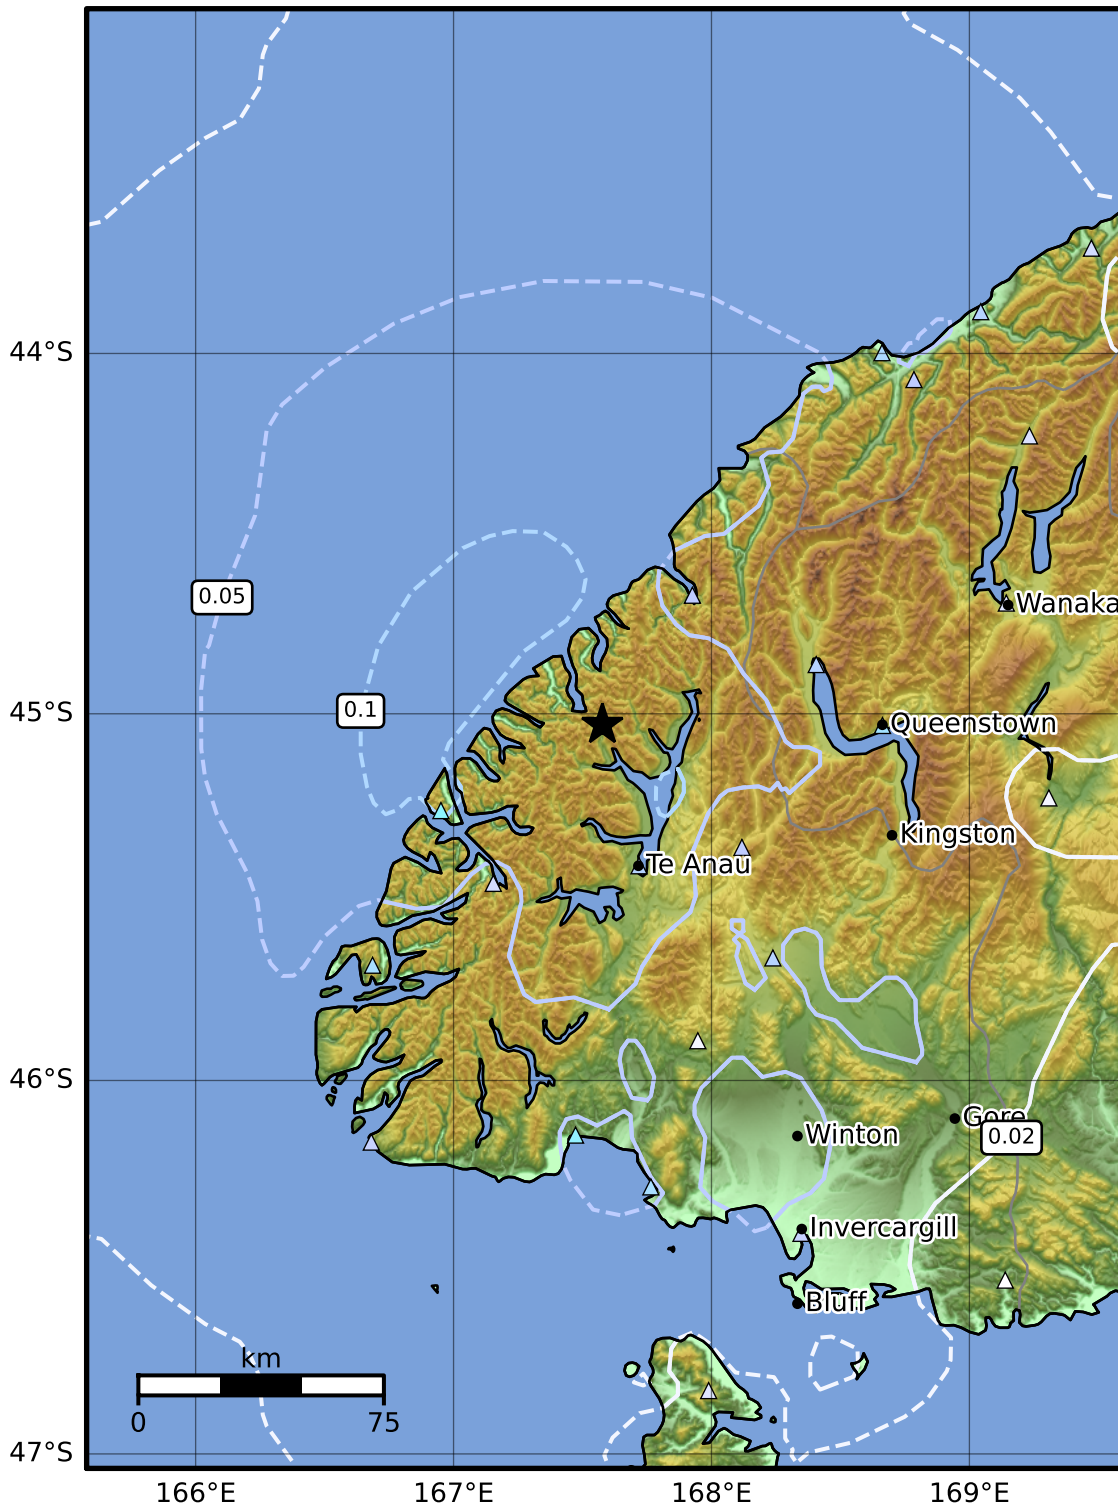 44°S
0.05
Wanaka
0.1
45°S
Queenstown
Kingston
Te Anau
46°S
Gore
0.02
Winton
Invercargill
Bluff
km
0
75
47°S
166°E
167°E
168°E
169°E